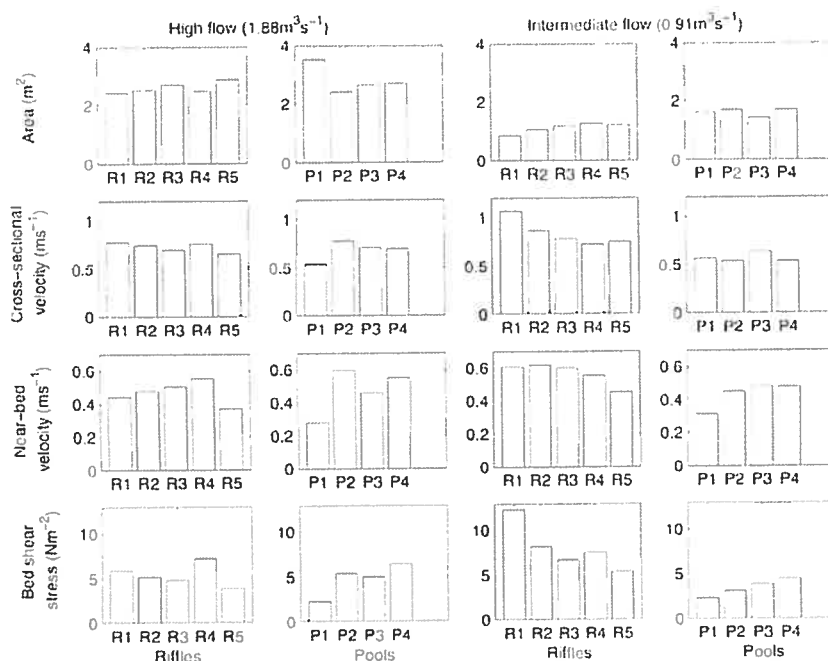 High flow (1.88m³s⁻¹) Intermediate flow (0.91m³s⁻¹)
Area (m²)
4 4 4 4
2 2 2 2
0 0 0 0
R1 R2 R3 R4 R5 P1 P2 P3 P4 R1 R2 R3 R4 R5 P1 P2 P3 P4
Cross-sectional
velocity (ms⁻¹)
1 1 1 1
0.5 0.5 0.5 0.5
0 0 0 0
R1 R2 R3 R4 R5 P1 P2 P3 P4 R1 R2 R3 R4 R5 P1 P2 P3 P4
Near-bed
velocity (ms⁻¹)
0.6 0.6 0.6 0.6
0.4 0.4 0.4 0.4
0.2 0.2 0.2 0.2
0 0 0 0
R1 R2 R3 R4 R5 P1 P2 P3 P4 R1 R2 R3 R4 R5 P1 P2 P3 P4
Bed shear
stress (Nm⁻²)
10 10 10 10
5 5 5 5
0 0 0 0
R1 R2 R3 R4 R5 P1 P2 P3 P4 R1 R2 R3 R4 R5 P1 P2 P3 P4
Riffles Pools Riffles Pools